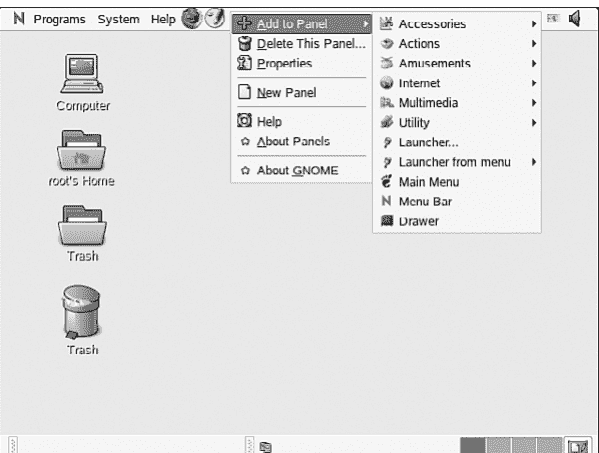 N Programs System Help
Add to Panel
Delete This Panel...
Properties
New Panel
Help
About Panels
About GNOME
Accessories
Actions
Amusements
Internet
Multimedia
Utility
Launcher...
Launcher from menu
Main Menu
Menu Bar
Drawer
Computer
root's Home
Trash
Trash